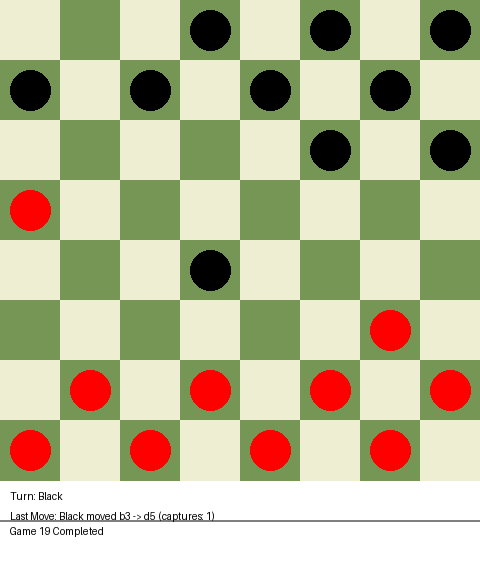 Turn: Black
Last Move: Black moved b3 -> d5 (captures: 1)
Game 19 Completed